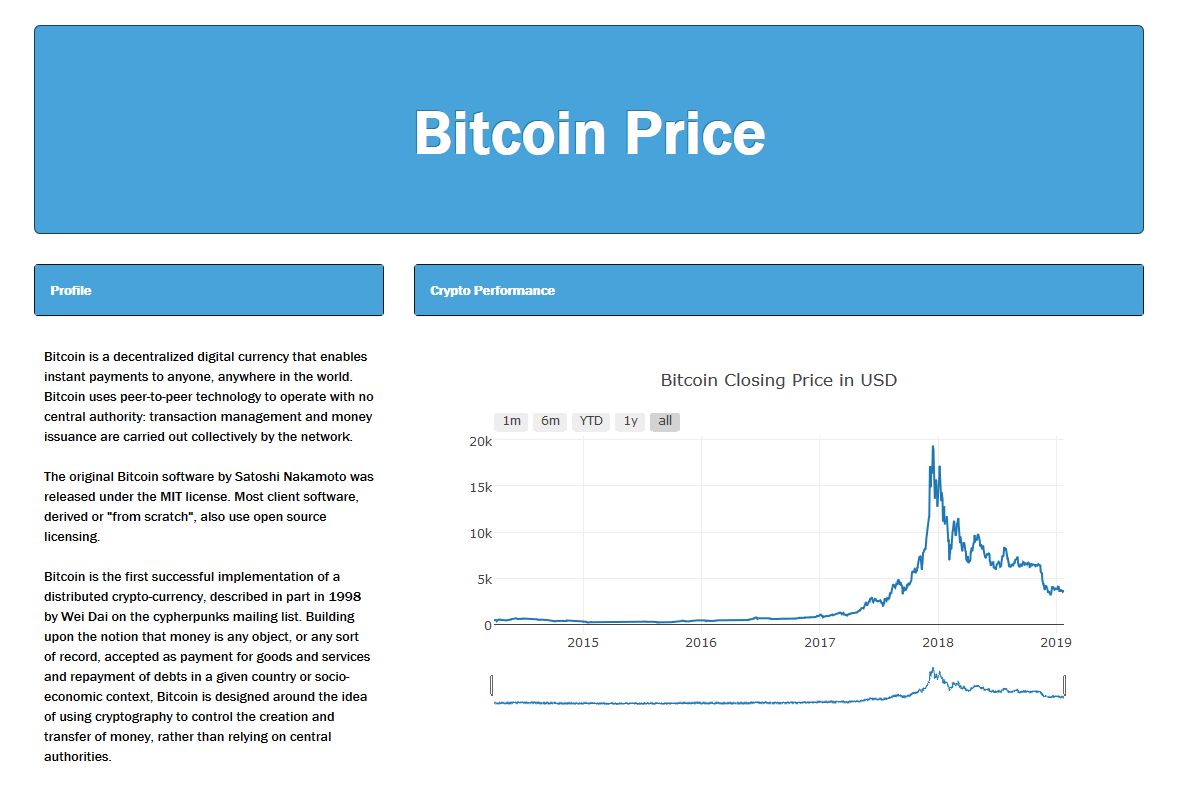 Bitcoin Price
Profile
Crypto Performance
Bitcoin is a decentralized digital currency that enables
instant payments to anyone, anywhere in the world.
Bitcoin uses peer-to-peer technology to operate with no
central authority: transaction management and money
issuance are carried out collectively by the network.
The original Bitcoin software by Satoshi Nakamoto was
released under the MIT license. Most client software,
derived or "from scratch", also use open source
licensing.
Bitcoin is the first successful implementation of a
distributed crypto-currency, described in part in 1998
by Wei Dai on the cypherpunks mailing list. Building
upon the notion that money is any object, or any sort
of record, accepted as payment for goods and services
and repayment of debts in a given country or socio-
economic context, Bitcoin is designed around the idea
of using cryptography to control the creation and
transfer of money, rather than relying on central
authorities.
Bitcoin Closing Price in USD
1m 6m YTD 1y all
20k
15k
10k
5k
0
2015 2016 2017 2018 2019